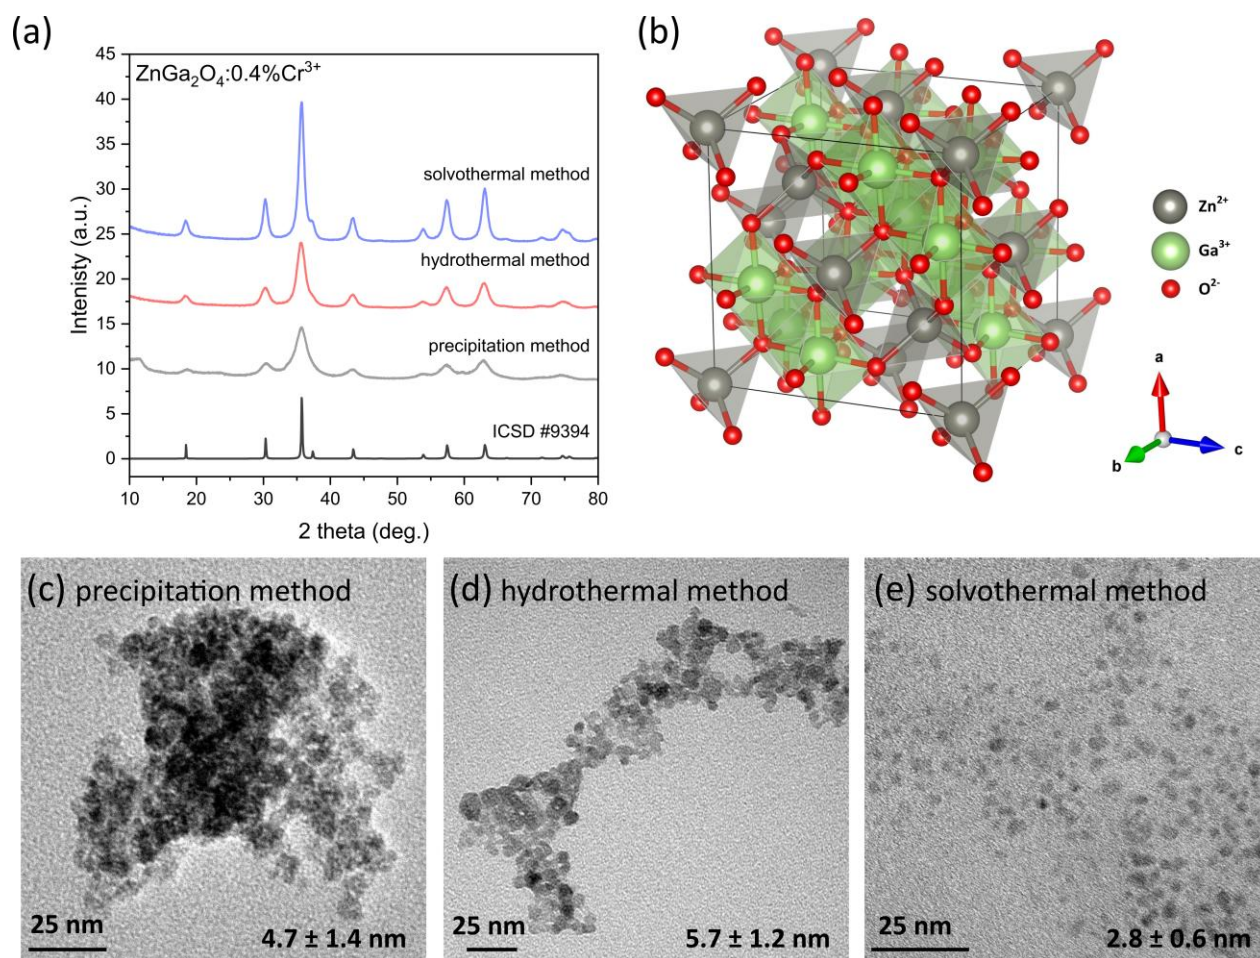 (a)
45
40
35
30
25
20
15
10
5
0
Intenisty (a.u.)
ZnGa₂O₄:0.4%Cr³⁺
solvothermal method
hydrothermal method
precipitation method
ICSD #9394
10 20 30 40 50 60 70 80
2 theta (deg.)
(b)
Zn²⁺
Ga³⁺
O²⁻
a
b
c
(c) precipitation method
25 nm
4.7 ± 1.4 nm
(d) hydrothermal method
25 nm
5.7 ± 1.2 nm
(e) solvothermal method
25 nm
2.8 ± 0.6 nm